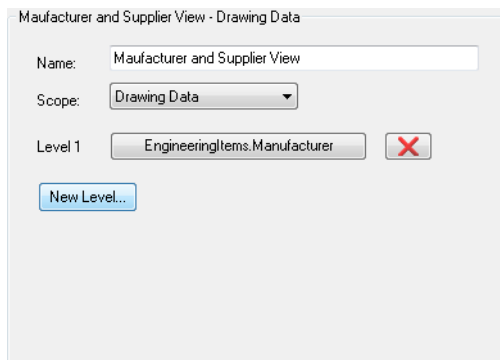 Maufacturer and Supplier View - Drawing Data
Name: Maufacturer and Supplier View
Scope: Drawing Data
Level 1 EngineeringItems.Manufacturer
New Level...